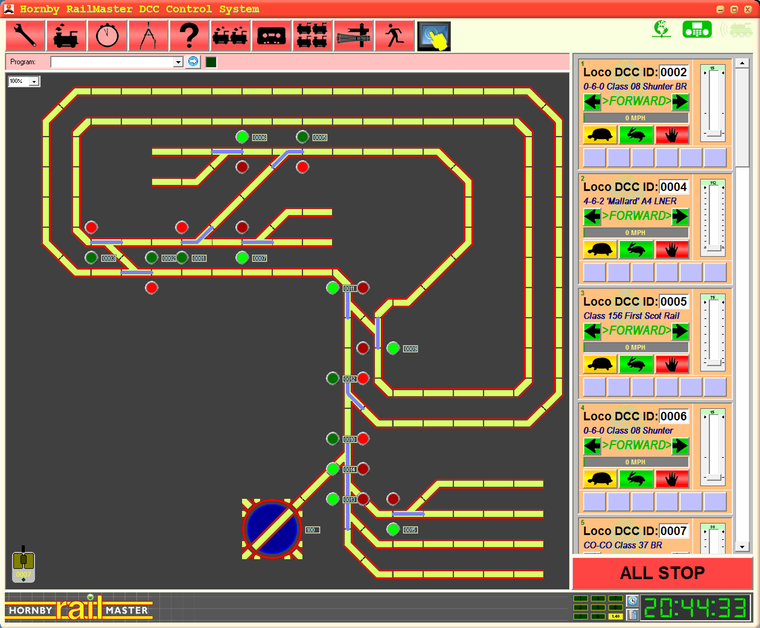 Hornby RailMaster DCC Control System
Program:
100%
1
Loco DCC ID: 0002
0-6-0 Class 08 Shunter BR
>FORWARD>
0 MPH
2
Loco DCC ID: 0004
4-6-2 'Mallard' A4 LNER
>FORWARD>
0 MPH
3
Loco DCC ID: 0005
Class 156 First Scot Rail
>FORWARD>
0 MPH
4
Loco DCC ID: 0006
0-6-0 Class 08 Shunter
>FORWARD>
0 MPH
5
Loco DCC ID: 0007
CO-CO Class 37 BR
ALL STOP
HORNBY rail MASTER
20:44:33